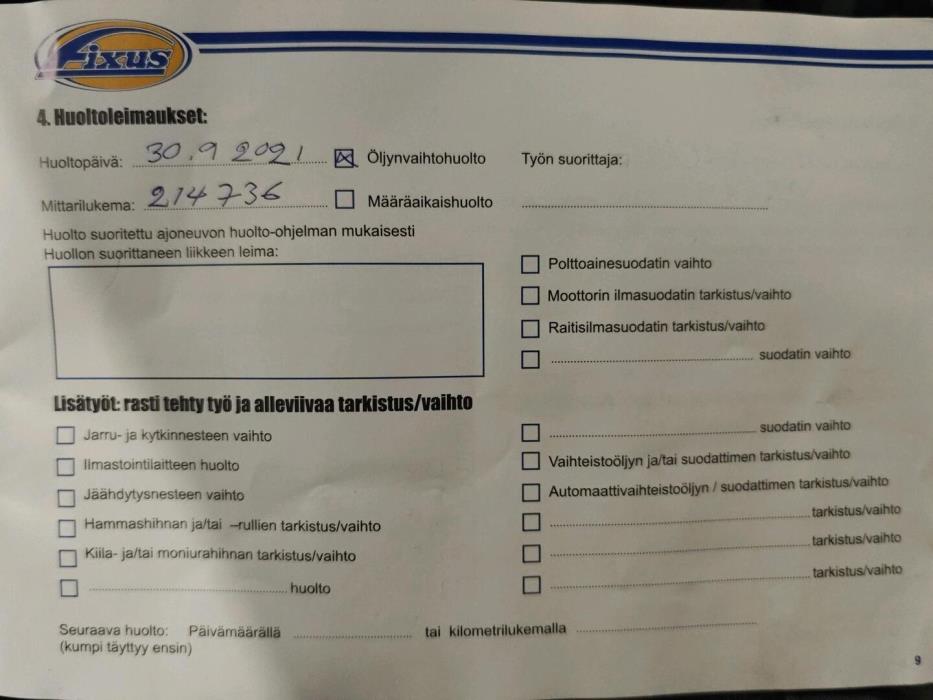 Fixus
4. Huoltoleimaukset:
Huoltopäivä: 30.9 2021 Öljynvaihtohuolto Työn suorittaja:
Mittarilukema: 214736 Määräaikaishuolto
Huolto suoritettu ajoneuvon huolto-ohjelman mukaisesti
Huollon suorittaneen liikkeen leima:
Polttoainesuodatin vaihto
Moottorin ilmasuodatin tarkistus/vaihto
Raitisilmasuodatin tarkistus/vaihto
suodatin vaihto
Lisätyöt: rasti tehty työ ja alleviivaa tarkistus/vaihto
Jarru- ja kytkinnesteen vaihto
Ilmastointilaitteen huolto
Jäähdytysnesteen vaihto
Hammashihnan ja/tai –rullien tarkistus/vaihto
Kiila- ja/tai moniurahihnan tarkistus/vaihto
huolto
suodatin vaihto
Vaihteistoöljyn ja/tai suodattimen tarkistus/vaihto
Automaattivaihteistoöljyn / suodattimen tarkistus/vaihto
tarkistus/vaihto
tarkistus/vaihto
tarkistus/vaihto
Seuraava huolto: Päivämäärällä tai kilometrilukemalla
(kumpi täyttyy ensin)
9